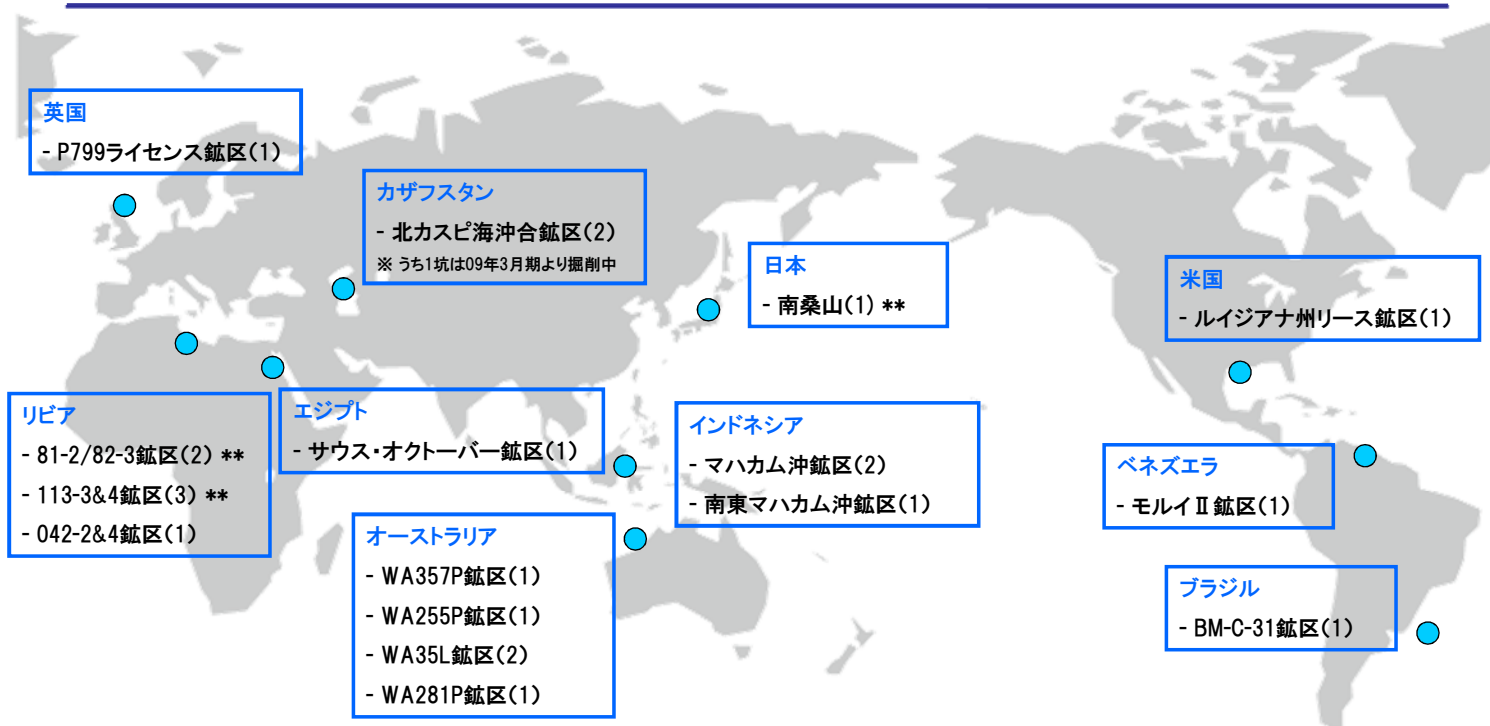 英国
- P799ライセンス鉱区(1)
カザフスタン
- 北カスピ海沖合鉱区(2)
※ うち1坑は09年3月期より掘削中
日本
- 南桑山(1) **
米国
- ルイジアナ州リース鉱区(1)
リビア
- 81-2/82-3鉱区(2) **
- 113-3&4鉱区(3) **
- 042-2&4鉱区(1)
エジプト
- サウス・オクトーバー鉱区(1)
インドネシア
- マハカム沖鉱区(2)
- 南東マハカム沖鉱区(1)
オーストラリア
- WA357P鉱区(1)
- WA255P鉱区(1)
- WA35L鉱区(2)
- WA281P鉱区(1)
ベネズエラ
- モルイⅡ鉱区(1)
ブラジル
- BM-C-31鉱区(1)